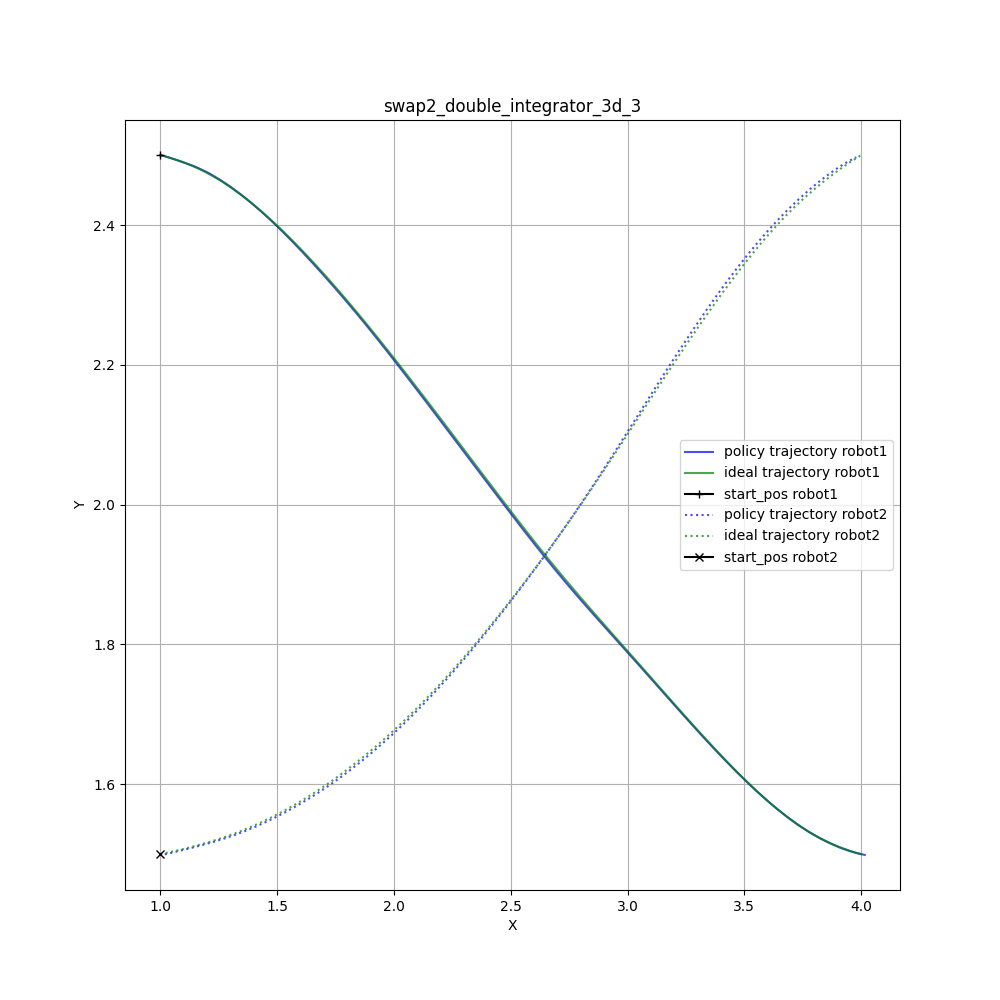 swap2_double_integrator_3d_3
2.4
2.2
2.0
1.8
1.6
Y
policy trajectory robot1
ideal trajectory robot1
start_pos robot1
policy trajectory robot2
ideal trajectory robot2
start_pos robot2
1.0 1.5 2.0 2.5 3.0 3.5 4.0
X